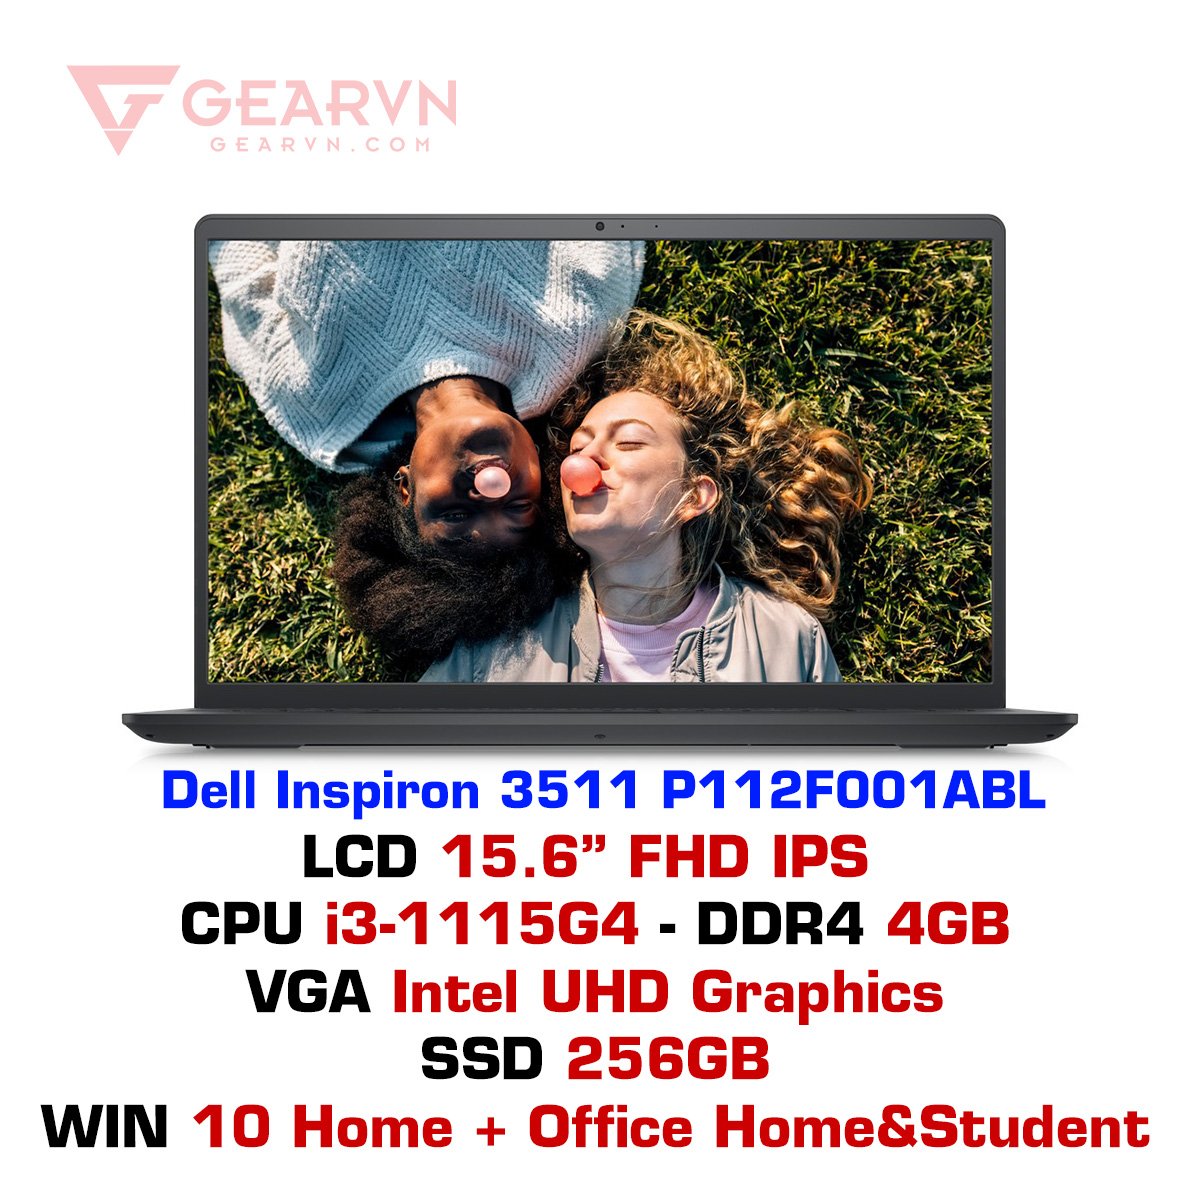 GEARVN
GEARVN.COM
Dell Inspiron 3511 P112F001ABL
LCD 15.6” FHD IPS
CPU i3-1115G4 - DDR4 4GB
VGA Intel UHD Graphics
SSD 256GB
WIN 10 Home + Office Home&Student